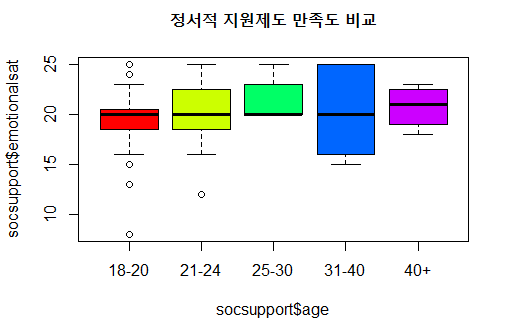 정서적 지원제도 만족도 비교
socsupport$emotionalsat
25
20
15
10
18-20 21-24 25-30 31-40 40+
socsupport$age